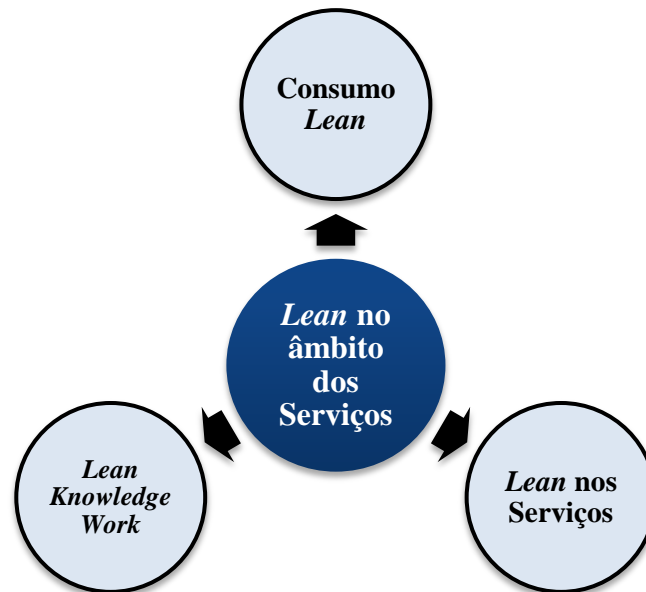 Consumo
Lean
Lean no
âmbito
dos
Serviços
Lean
Knowledge
Work
Lean nos
Serviços